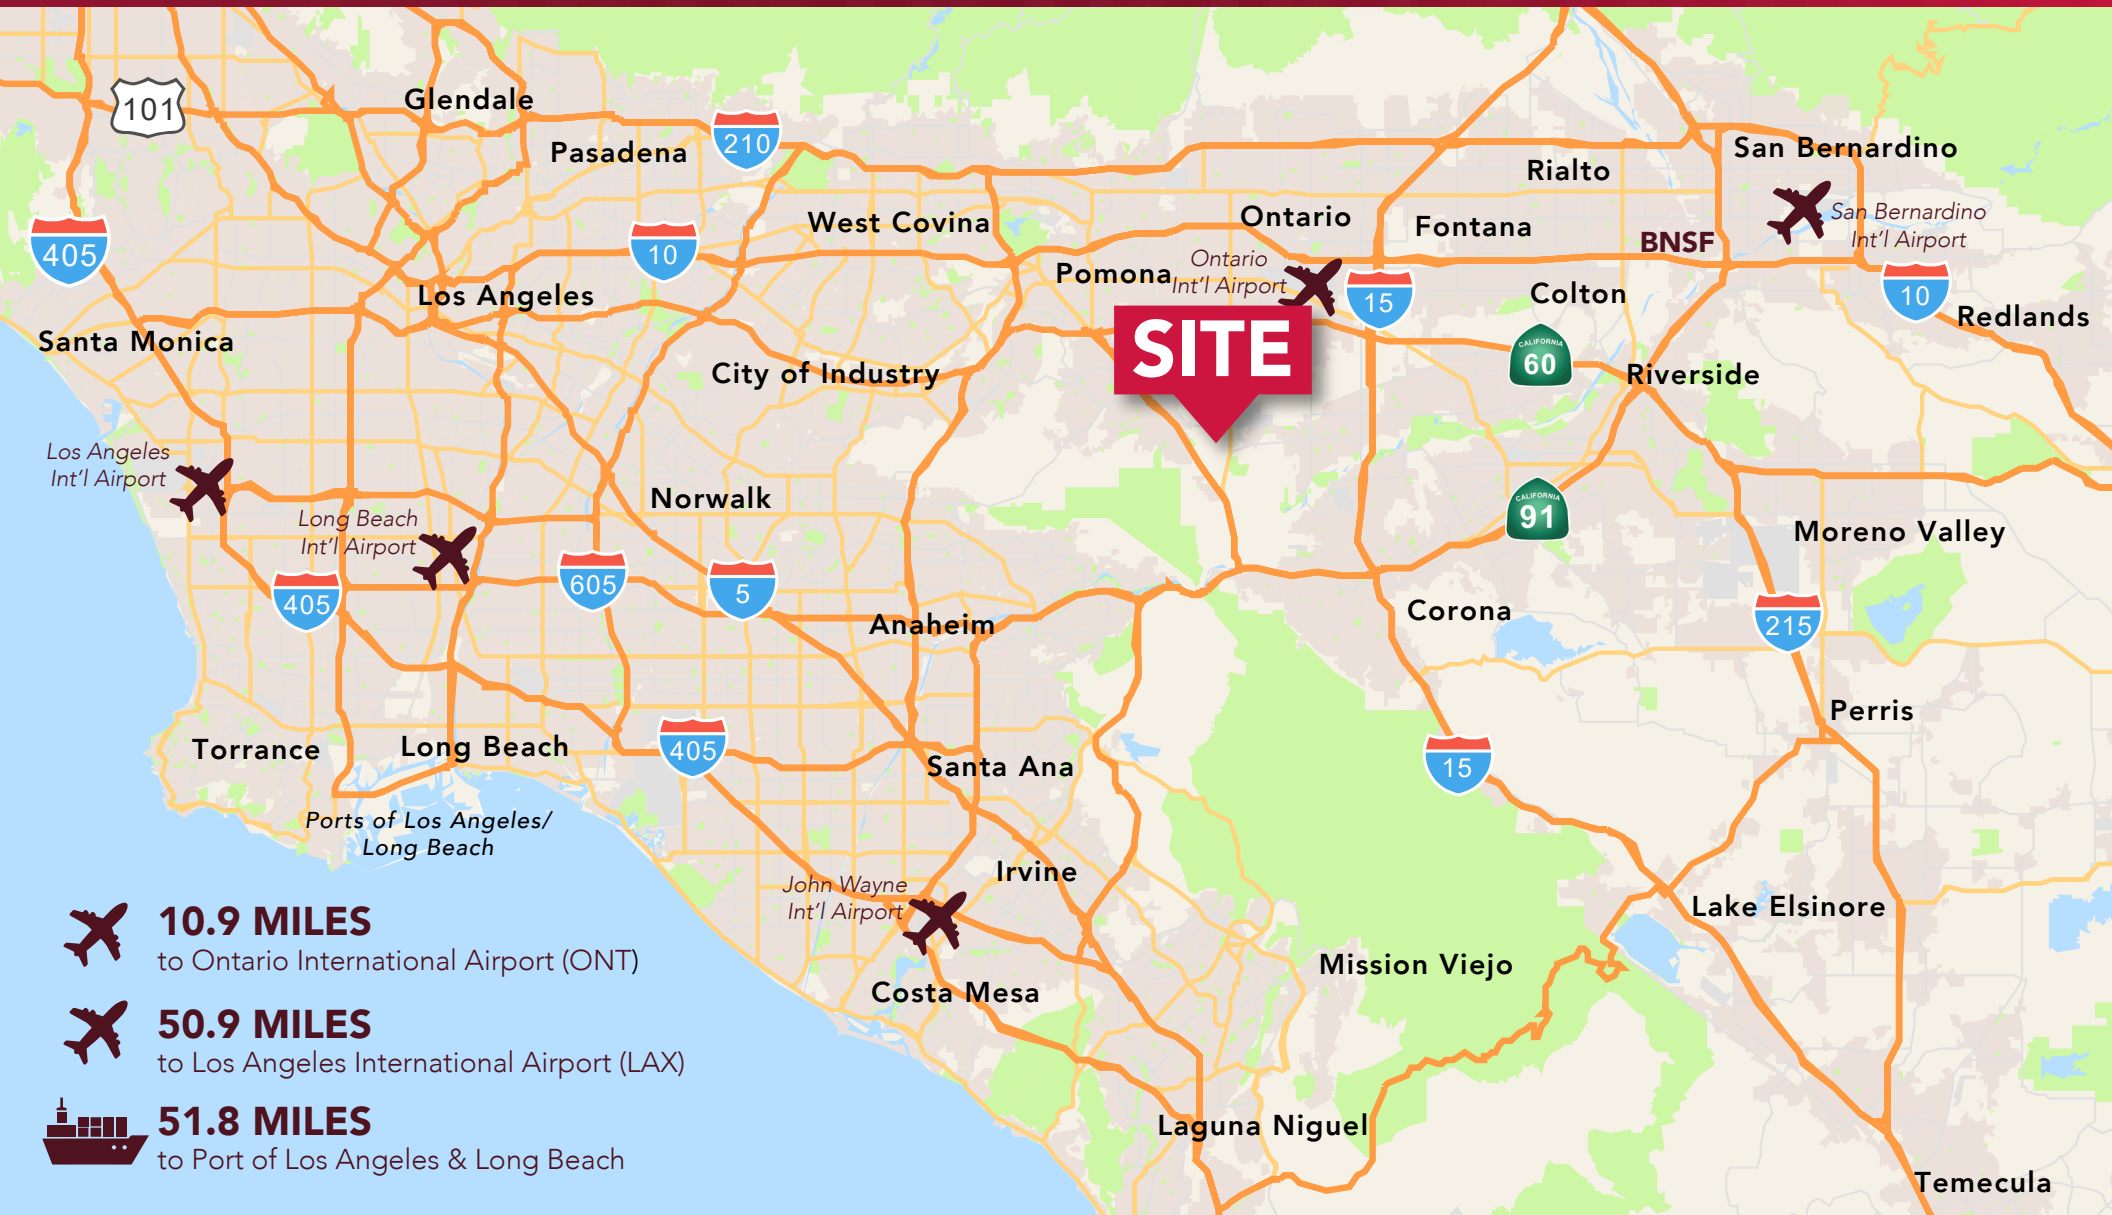 101
Glendale
Pasadena
210
San Bernardino
Rialto
405
10
West Covina
Ontario
Fontana
BNSF
San Bernardino
Int'l Airport
Pomona
Ontario
Int'l Airport
15
Colton
10
Redlands
Los Angeles
Santa Monica
City of Industry
SITE
CALIFORNIA
60
Riverside
Los Angeles
Int'l Airport
Norwalk
Long Beach
Int'l Airport
CALIFORNIA
91
Moreno Valley
405
605
5
Anaheim
Corona
215
Perris
Torrance
Long Beach
405
Santa Ana
15
Ports of Los Angeles/
Long Beach
John Wayne
Int'l Airport
Irvine
Lake Elsinore
Mission Viejo
Costa Mesa
Laguna Niguel
Temecula
10.9 MILES
to Ontario International Airport (ONT)
50.9 MILES
to Los Angeles International Airport (LAX)
51.8 MILES
to Port of Los Angeles & Long Beach